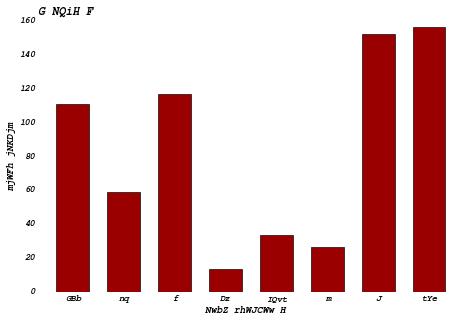 G NQiH F
160
140
120
100
80
60
40
20
0
mjWFh jNKDjm
GBb nq f Dz IQvt m J tYe
NwbZ rhWJCWw H